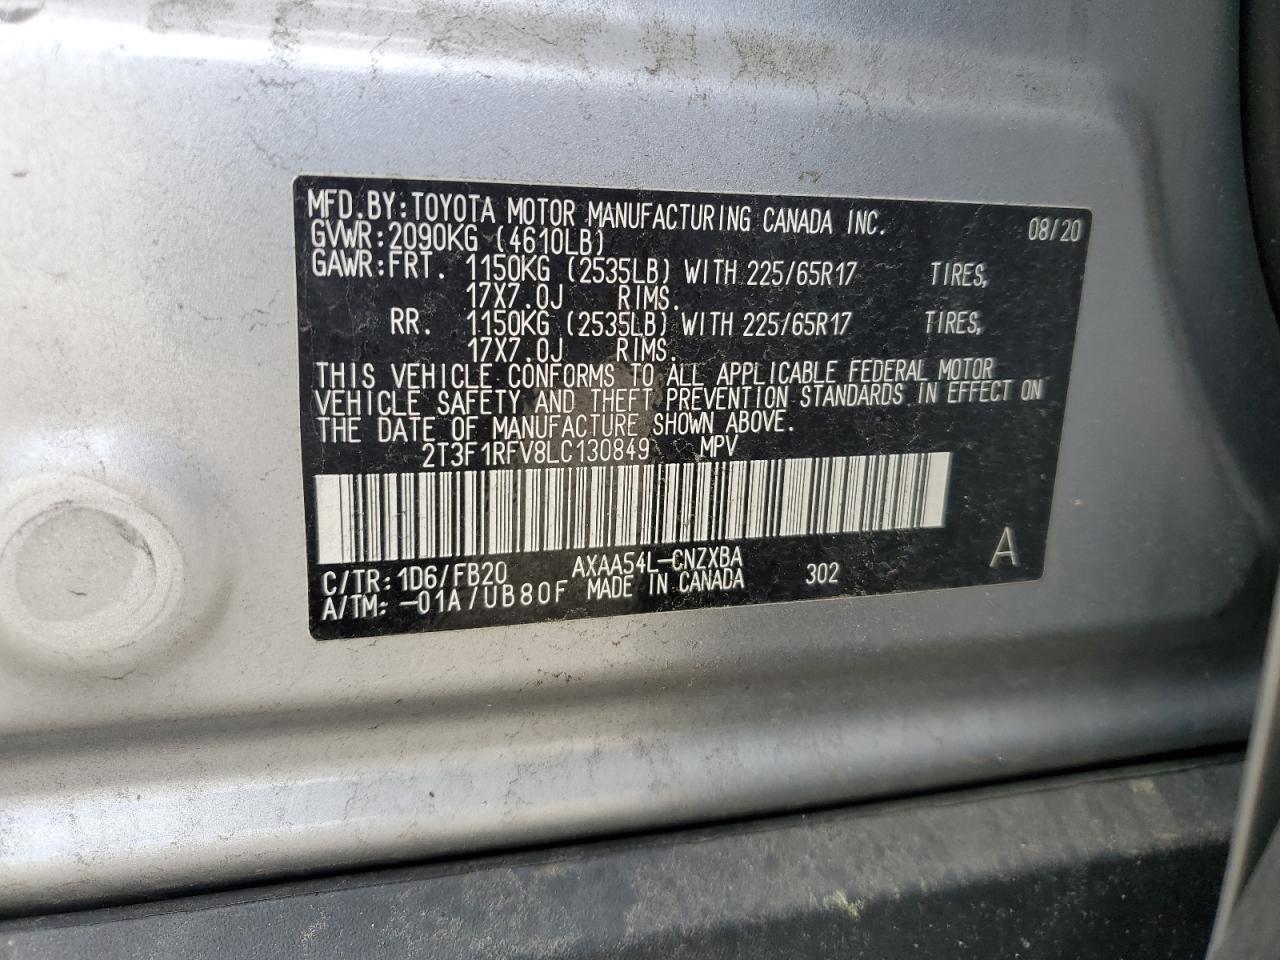 MFD.BY:TOYOTA MOTOR MANUFACTURING CANADA INC. 08/20
GVWR:2090KG (4610LB)
GAWR:FRT. 1150KG (2535LB) WITH 225/65R17 TIRES,
17X7.0J RIMS.
RR. 1150KG (2535LB) WITH 225/65R17 TIRES,
17X7.0J RIMS.
THIS VEHICLE CONFORMS TO ALL APPLICABLE FEDERAL MOTOR
VEHICLE SAFETY AND THEFT PREVENTION STANDARDS IN EFFECT ON
THE DATE OF MANUFACTURE SHOWN ABOVE.
2T3F1RFV8LC130849 MPV
C/TR:1D6/FB20 AXAA54L-CNZXBA 302 A
A/TM:-01A/UB80F MADE IN CANADA